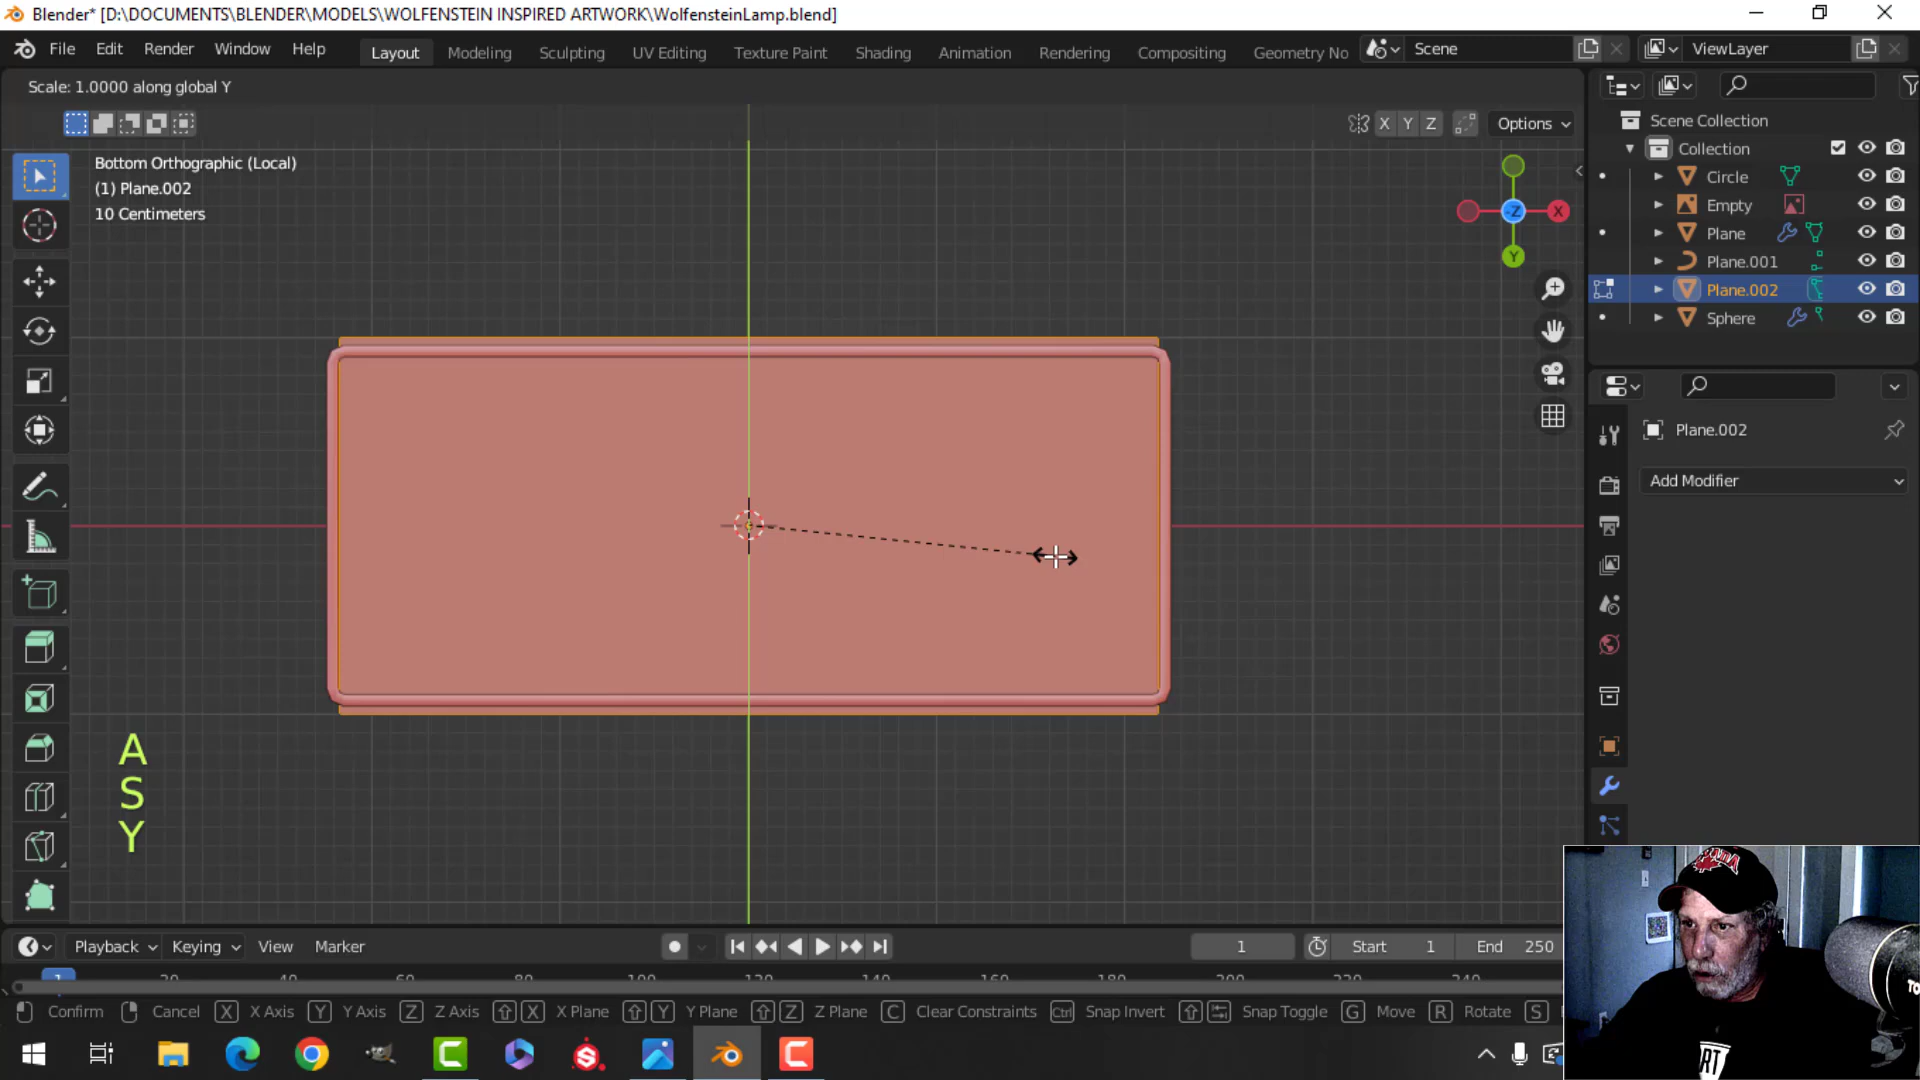 Blender* [D:\DOCUMENTS\BLENDER\MODELS\WOLFENSTEIN INSPIRED ARTWORK\WolfensteinLamp.blend]
File Edit Render Window Help Layout Modeling Sculpting UV Editing Texture Paint Shading Animation Rendering Compositing Geometry No Scene ViewLayer
Scale: 1.0000 along global Y
X Y Z Options
Bottom Orthographic (Local)
(1) Plane.002
10 Centimeters
Scene Collection
Collection
Circle
Empty
Plane
Plane.001
Plane.002
Sphere
-Z X
Y
Plane.002
Add Modifier
A
S
Y
Playback Keying View Marker 1 Start 1 End 250
Confirm Cancel X X Axis Y Y Axis Z Z Axis X X Plane Y Y Plane Z Z Plane C Clear Constraints Ctrl Snap Invert Snap Toggle G Move R Rotate S